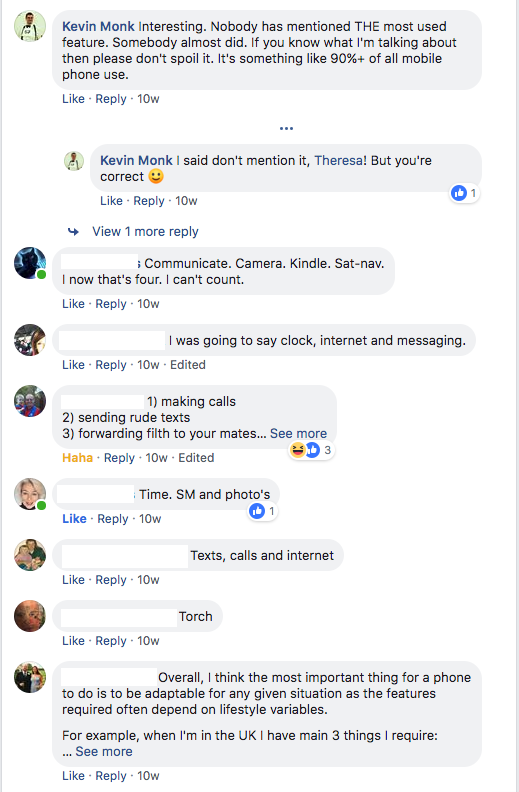 Kevin Monk Interesting. Nobody has mentioned THE most used
feature. Somebody almost did. If you know what I'm talking about
then please don't spoil it. It's something like 90%+ of all mobile
phone use.
Like · Reply · 10w
...
Kevin Monk I said don't mention it, Theresa! But you're
correct 🙂
1
Like · Reply · 10w
View 1 more reply
s Communicate. Camera. Kindle. Sat-nav.
I now that's four. I can't count.
Like · Reply · 10w
I was going to say clock, internet and messaging.
Like · Reply · 10w · Edited
1) making calls
2) sending rude texts
3) forwarding filth to your mates... See more
3
Haha · Reply · 10w · Edited
Time. SM and photo's
1
Like · Reply · 10w
Texts, calls and internet
Like · Reply · 10w
Torch
Like · Reply · 10w
Overall, I think the most important thing for a phone
to do is to be adaptable for any given situation as the features
required often depend on lifestyle variables.
For example, when I'm in the UK I have main 3 things I require:
... See more
Like · Reply · 10w